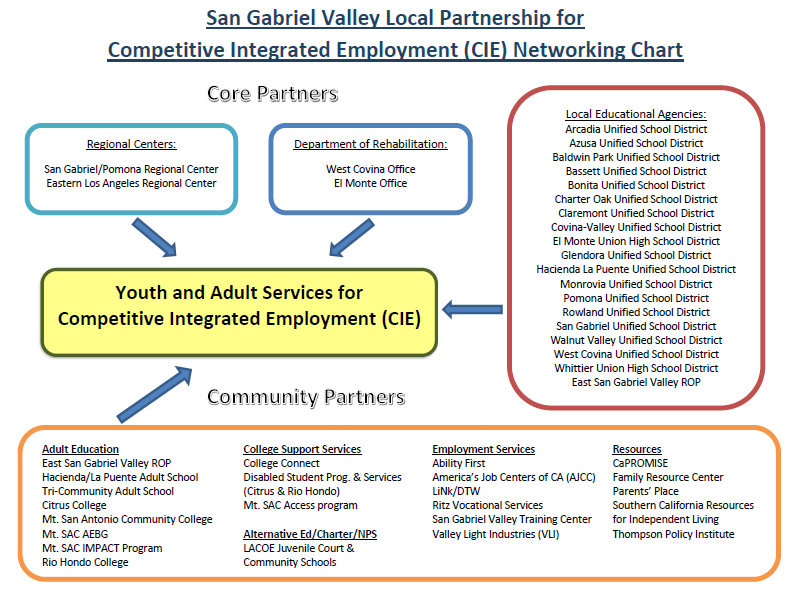 San Gabriel Valley Local Partnership for
Competitive Integrated Employment (CIE) Networking Chart
Core Partners
Regional Centers:
San Gabriel/Pomona Regional Center
Eastern Los Angeles Regional Center
Department of Rehabilitation:
West Covina Office
El Monte Office
Local Educational Agencies:
Arcadia Unified School District
Azusa Unified School District
Baldwin Park Unified School District
Bassett Unified School District
Bonita Unified School District
Charter Oak Unified School District
Claremont Unified School District
Covina-Valley Unified School District
El Monte Union High School District
Glendora Unified School District
Hacienda La Puente Unified School District
Monrovia Unified School District
Pomona Unified School District
Rowland Unified School District
San Gabriel Unified School District
Walnut Valley Unified School District
West Covina Unified School District
Whittier Union High School District
East San Gabriel Valley ROP
Youth and Adult Services for
Competitive Integrated Employment (CIE)
Community Partners
Adult Education
East San Gabriel Valley ROP
Hacienda/La Puente Adult School
Tri-Community Adult School
Citrus College
Mt. San Antonio Community College
Mt. SAC AEBG
Mt. SAC IMPACT Program
Rio Hondo College
College Support Services
College Connect
Disabled Student Prog. & Services
(Citrus & Rio Hondo)
Mt. SAC Access program
Alternative Ed/Charter/NPS
LACOE Juvenile Court &
Community Schools
Employment Services
Ability First
America's Job Centers of CA (AJCC)
LiNk/DTW
Ritz Vocational Services
San Gabriel Valley Training Center
Valley Light Industries (VLI)
Resources
CaPROMISE
Family Resource Center
Parents' Place
Southern California Resources
for Independent Living
Thompson Policy Institute